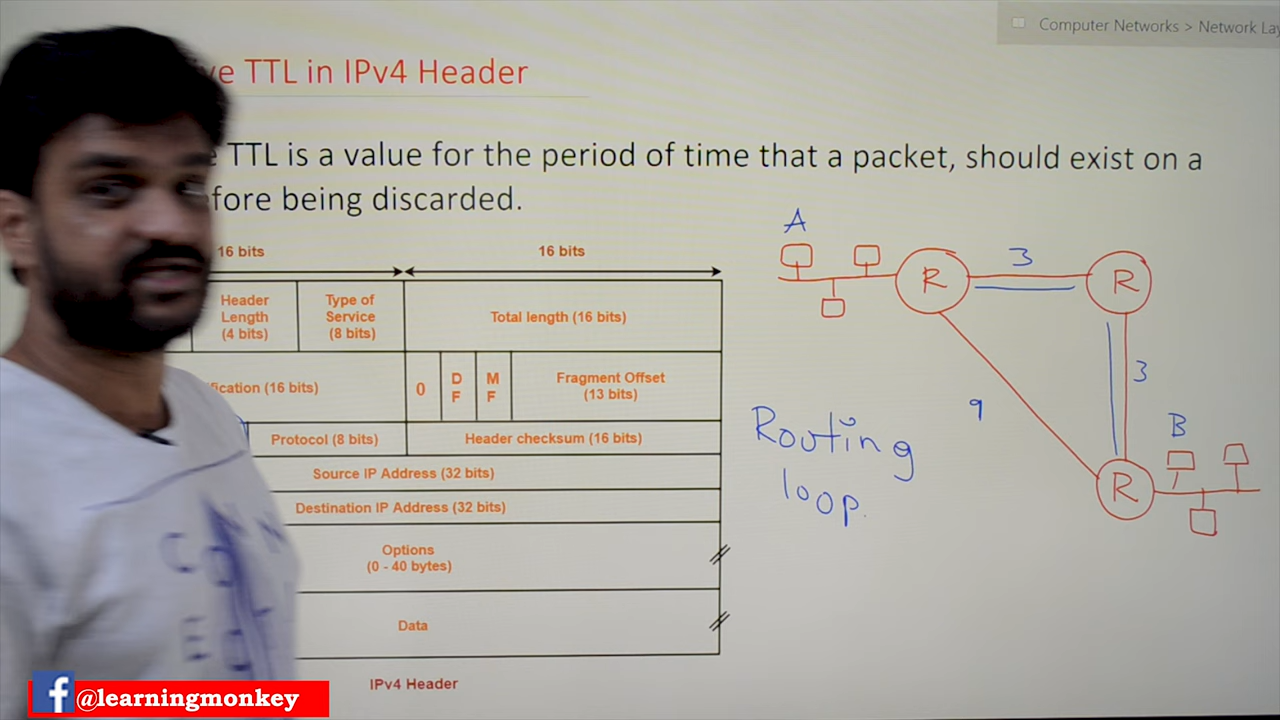 Computer Networks > Network Lay
TTL in IPv4 Header
TTL is a value for the period of time that a packet, should exist on a
fore being discarded.
16 bits
16 bits
Header
Length
(4 bits)
Type of
Service
(8 bits)
Total length (16 bits)
ication (16 bits)
0
D
F
M
F
Fragment Offset
(13 bits)
Protocol (8 bits)
Header checksum (16 bits)
Source IP Address (32 bits)
Destination IP Address (32 bits)
Options
(0 - 40 bytes)
Data
IPv4 Header
A
R
3
R
3
9
B
R
Routing
loop.
@learningmonkey